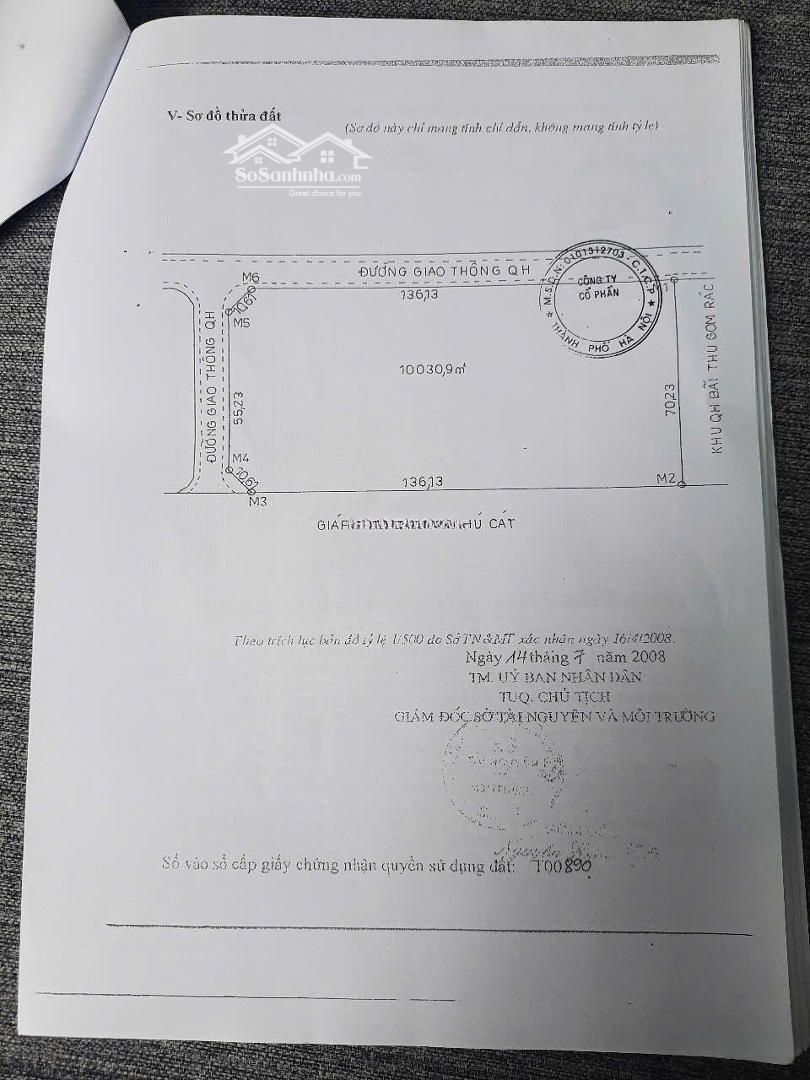 V- Sơ đồ thửa đất
(Sơ đồ này chỉ mang tính chỉ dẫn, không mang tính tỷ lệ)
SoSanhnha.com
Great choice for you
ĐƯỜNG GIAO THÔNG QH
M6
136,13
10,61
M5
M.S.D.N: 0101312703 - C.T.C.P
CÔNG TY
CỔ PHẦN
THÀNH PHỐ HÀ NỘI
1
KHU QH BÃI THU GOM RÁC
ĐƯỜNG GIAO THÔNG QH
55,23
10030,9m²
70,23
M4
10,61
M3
136,13
M2
GIÁP CÁT
Theo trích lục bản đồ tỷ lệ 1/500 do Sở TN&MT xác nhận ngày 16/4/2008.
Ngày 14 tháng 7 năm 2008
TM. UỶ BAN NHÂN DÂN
TUQ. CHỦ TỊCH
GIÁM ĐỐC SỞ TÀI NGUYÊN VÀ MÔI TRƯỜNG
Số vào sổ cấp giấy chứng nhận quyền sử dụng đất: T00890